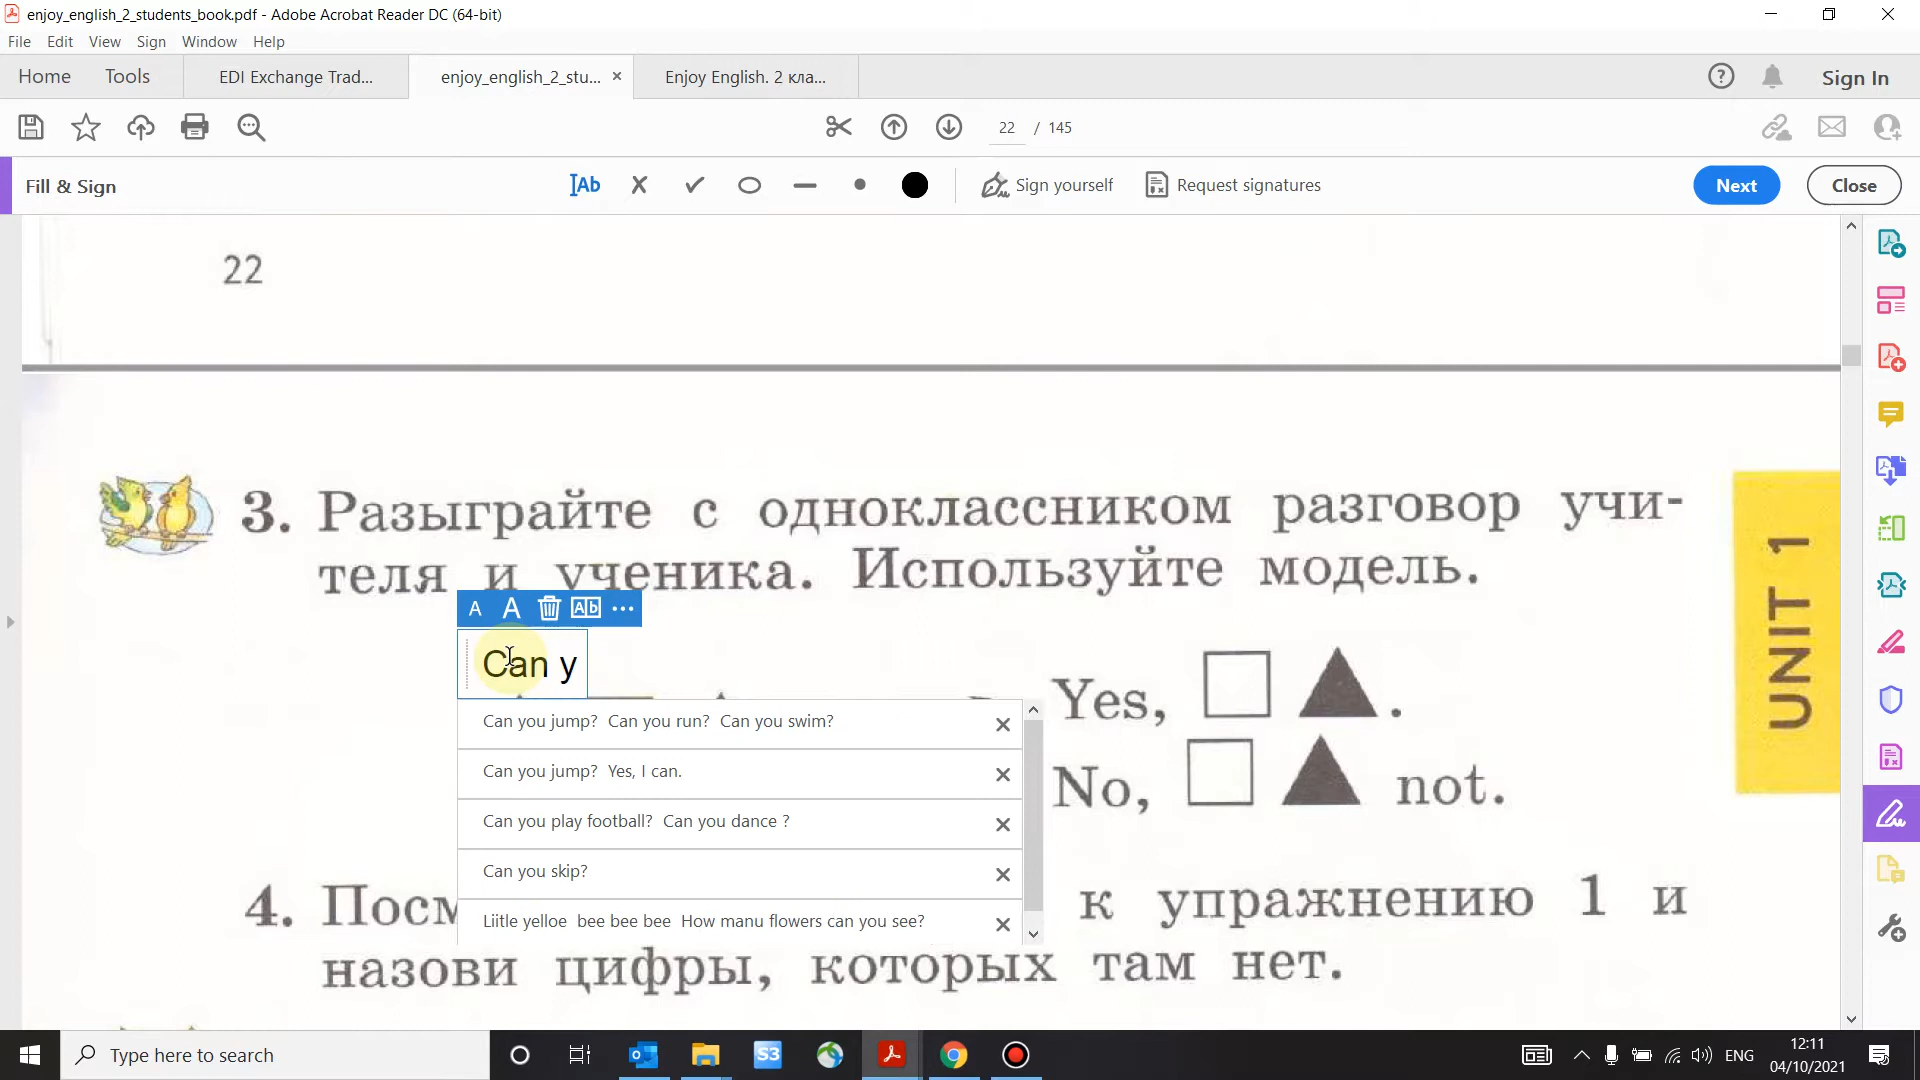 enjoy_english_2_students_book.pdf - Adobe Acrobat Reader DC (64-bit)
File Edit View Sign Window Help
Home Tools EDI Exchange Trad... enjoy_english_2_stu... × Enjoy English. 2 кла... Sign In
22 / 145
Fill & Sign Ab Sign yourself Request signatures Next Close
22
3. Разыграйте с одноклассником разговор учи-
теля и ученика. Используйте модель.
A A Ab ...
Can y
Yes, .
No, not.
Can you jump? Can you run? Can you swim?
Can you jump? Yes, I can.
Can you play football? Can you dance ?
Can you skip?
Liitle yelloe bee bee bee How manu flowers can you see?
UNIT 1
4. Посм к упражнению 1 и
назови цифры, которых там нет.
Type here to search
S3
ENG
12:11
04/10/2021